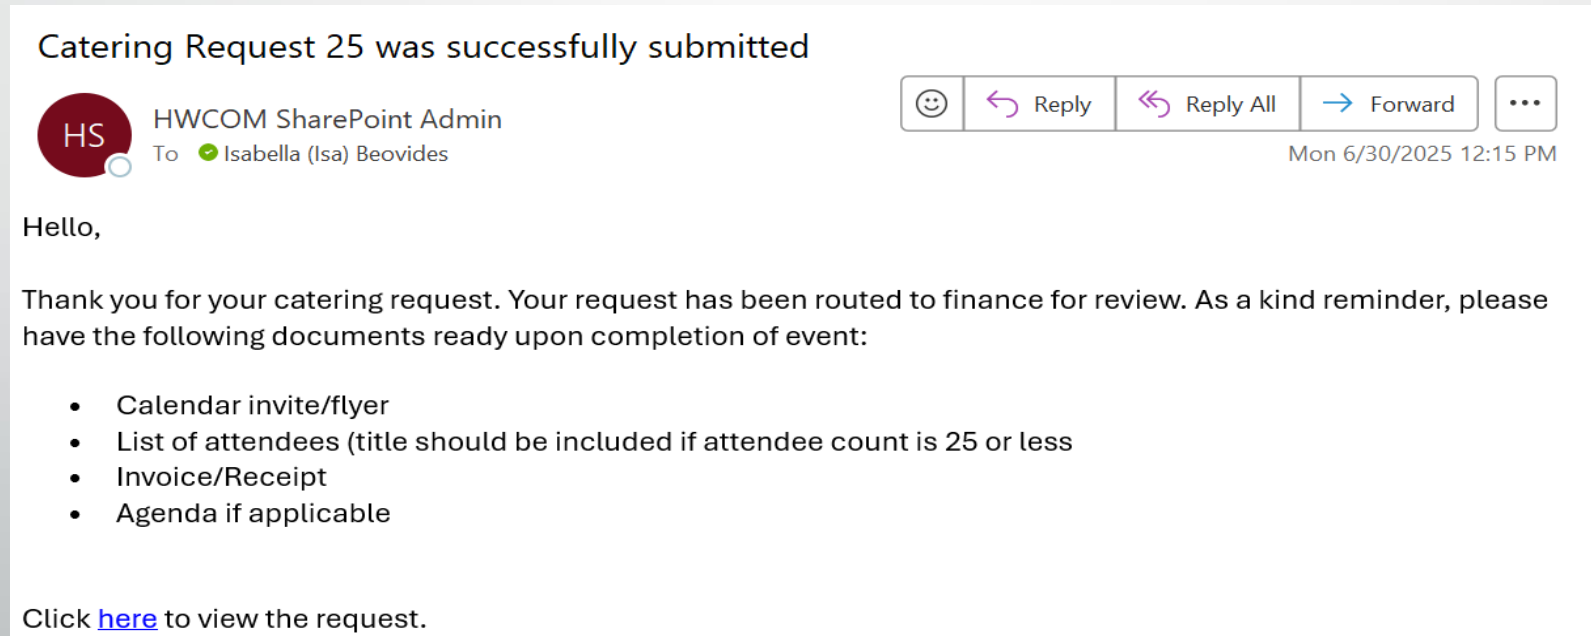 Catering Request 25 was successfully submitted
HS
HWCOM SharePoint Admin
To Isabella (Isa) Beovides
Reply
Reply All
Forward
Mon 6/30/2025 12:15 PM
Hello,
Thank you for your catering request. Your request has been routed to finance for review. As a kind reminder, please
have the following documents ready upon completion of event:
• Calendar invite/flyer
• List of attendees (title should be included if attendee count is 25 or less
• Invoice/Receipt
• Agenda if applicable
Click here to view the request.